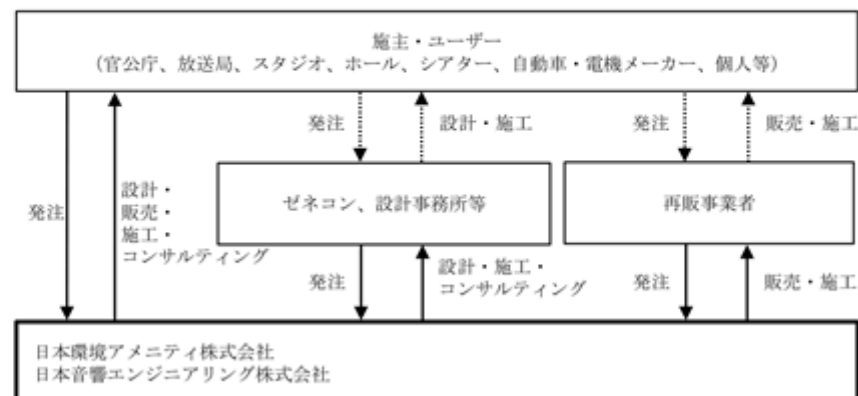 施主・ユーザー
（官公庁、放送局、スタジオ、ホール、シアター、自動車・電機メーカー、個人等）
発注
設計・施工
発注
販売・施工
設計・
販売・
施工・
コンサルティング
発注
ゼネコン、設計事務所等
再販事業者
発注
設計・施工・
コンサルティング
発注
販売・施工
日本環境アメニティ株式会社
日本音響エンジニアリング株式会社